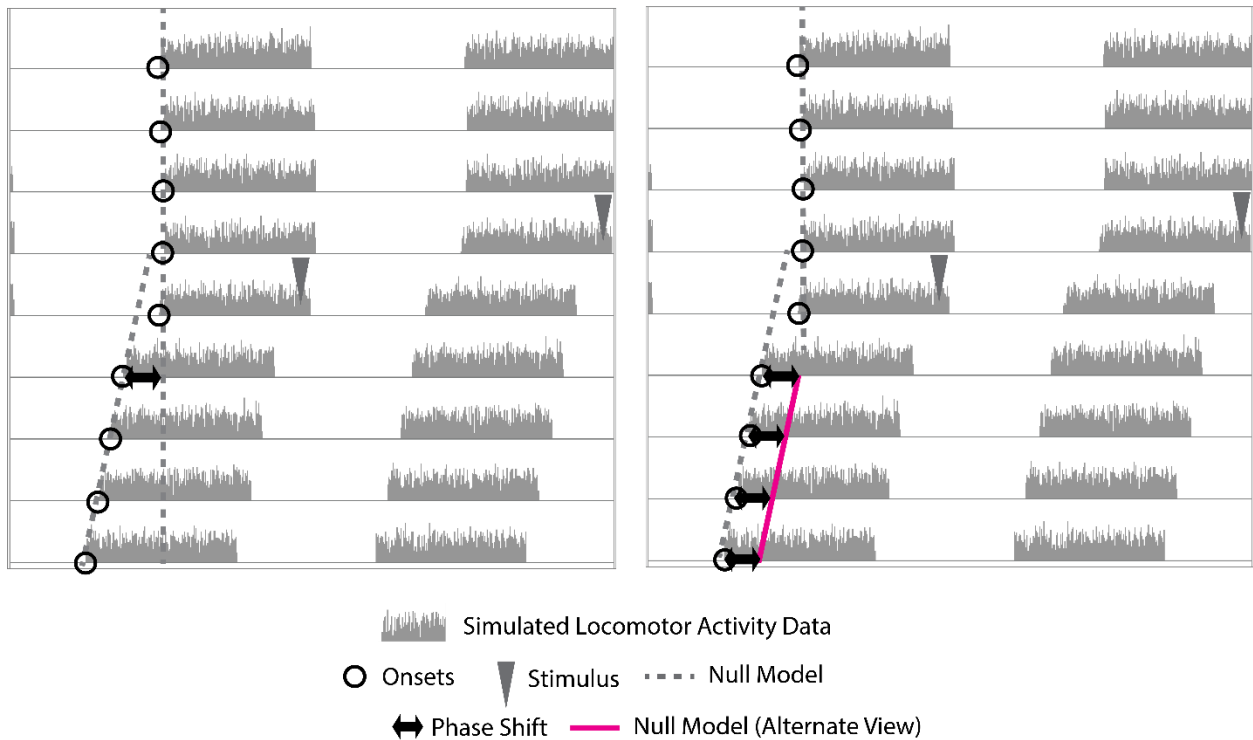 Simulated Locomotor Activity Data
Onsets Stimulus Null Model
Phase Shift Null Model (Alternate View)